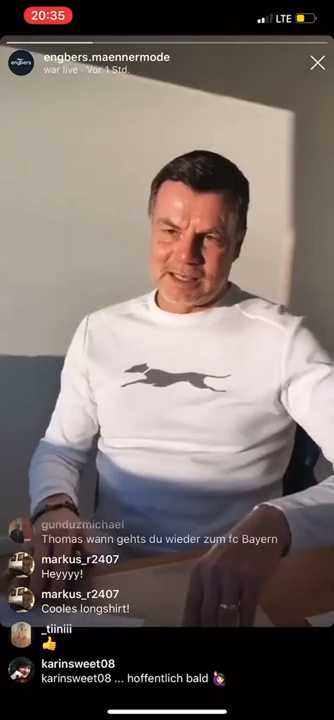 20:35
LTE
engbers
engbers.maennermode
war live · Vor 1 Std.
gunduzmichael
Thomas wann gehts du wieder zum fc Bayern
markus_r2407
Heyyyy!
markus_r2407
Cooles longshirt!
_tiiniii
👍
karinsweet08
karinsweet08 ... hoffentlich bald 🙋🏻‍♀️